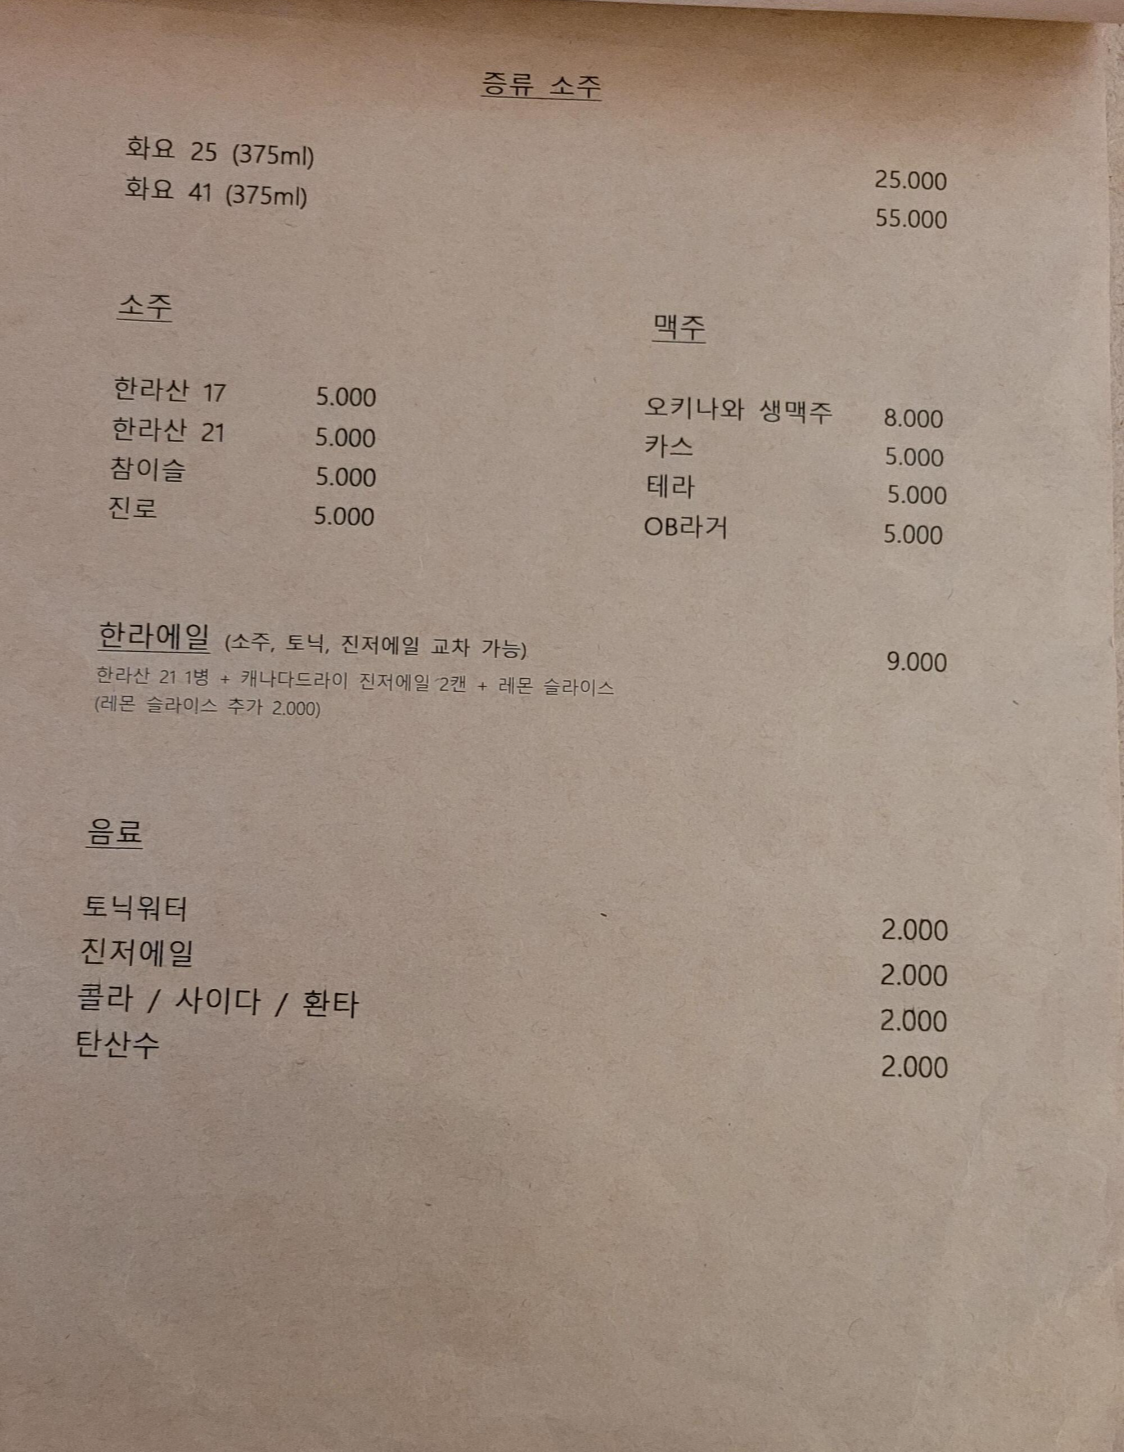 증류 소주
화요 25 (375ml) 25.000
화요 41 (375ml) 55.000
소주
한라산 17 5.000
한라산 21 5.000
참이슬 5.000
진로 5.000
맥주
오키나와 생맥주 8.000
카스 5.000
테라 5.000
OB라거 5.000
한라에일 (소주, 토닉, 진저에일 교차 가능) 9.000
한라산 21 1병 + 캐나다드라이 진저에일 2캔 + 레몬 슬라이스
(레몬 슬라이스 추가 2.000)
음료
토닉워터 2.000
진저에일 2.000
콜라 / 사이다 / 환타 2.000
탄산수 2.000